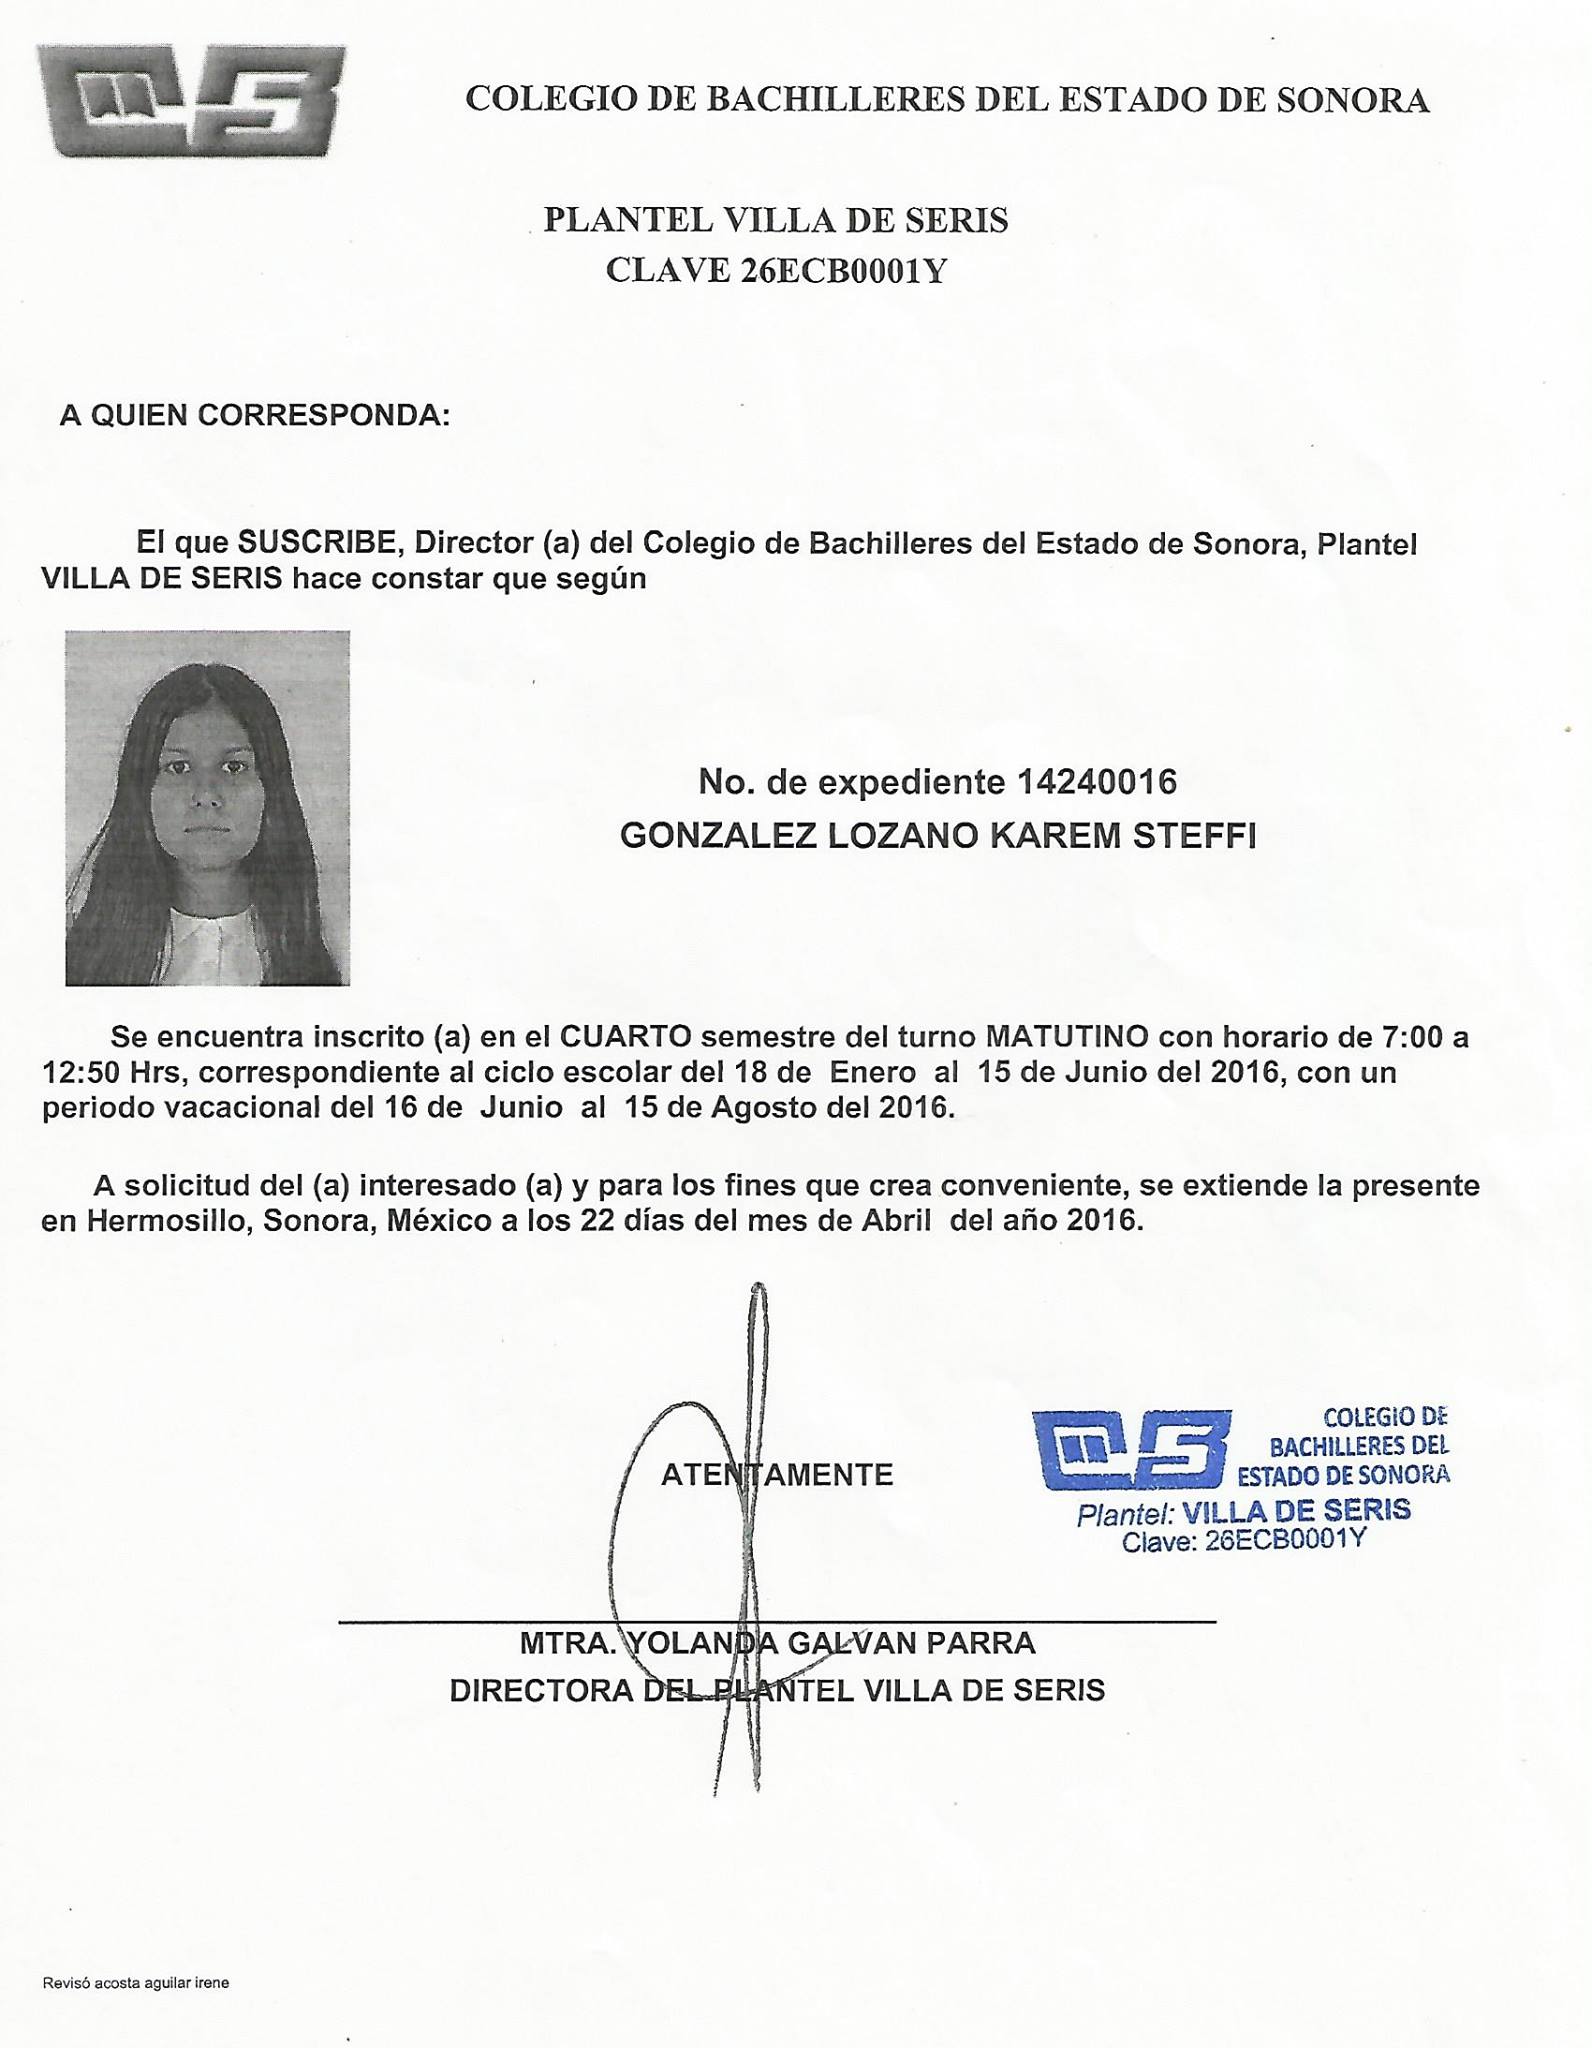 COLEGIO DE BACHILLERES DEL ESTADO DE SONORA
PLANTEL VILLA DE SERIS
CLAVE 26ECB0001Y
A QUIEN CORRESPONDA:
El que SUSCRIBE, Director (a) del Colegio de Bachilleres del Estado de Sonora, Plantel
VILLA DE SERIS hace constar que según
No. de expediente 14240016
GONZALEZ LOZANO KAREM STEFFI
Se encuentra inscrito (a) en el CUARTO semestre del turno MATUTINO con horario de 7:00 a
12:50 Hrs, correspondiente al ciclo escolar del 18 de Enero al 15 de Junio del 2016, con un
periodo vacacional del 16 de Junio al 15 de Agosto del 2016.
A solicitud del (a) interesado (a) y para los fines que crea conveniente, se extiende la presente
en Hermosillo, Sonora, México a los 22 días del mes de Abril del año 2016.
ATENTAMENTE
COLEGIO DE
BACHILLERES DEL
ESTADO DE SONORA
Plantel: VILLA DE SERIS
Clave: 26ECB0001Y
MTRA. YOLANDA GALVAN PARRA
DIRECTORA DEL PLANTEL VILLA DE SERIS
Revisó acosta aguilar irene